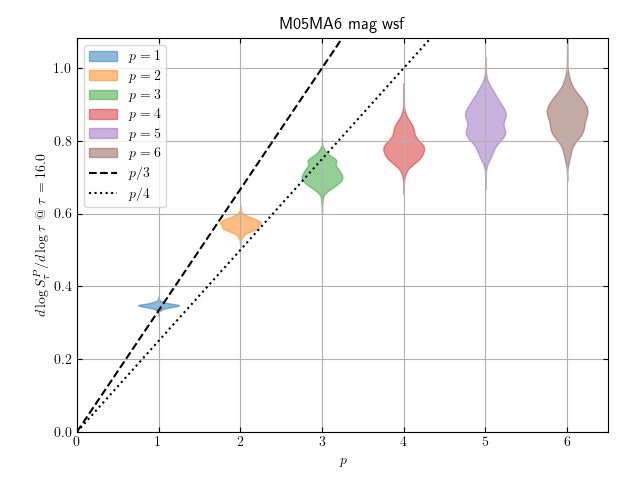 M05MA6 mag wsf
1.0
0.8
0.6
0.4
0.2
0.0
d log S_τ^P / d log τ @ τ = 16.0
p = 1
p = 2
p = 3
p = 4
p = 5
p = 6
p/3
p/4
0 1 2 3 4 5 6
p